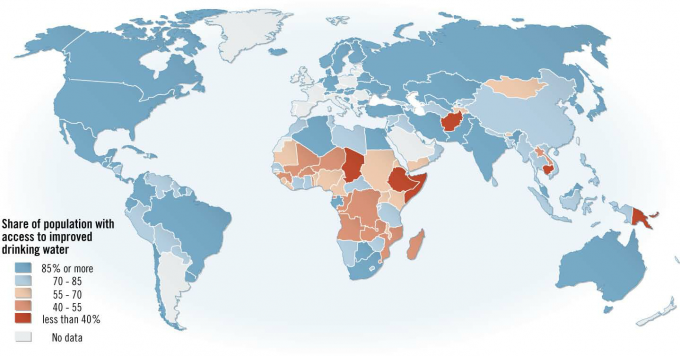 Share of population with
access to improved
drinking water
85% or more
70 - 85
55 - 70
40 - 55
less than 40%
No data